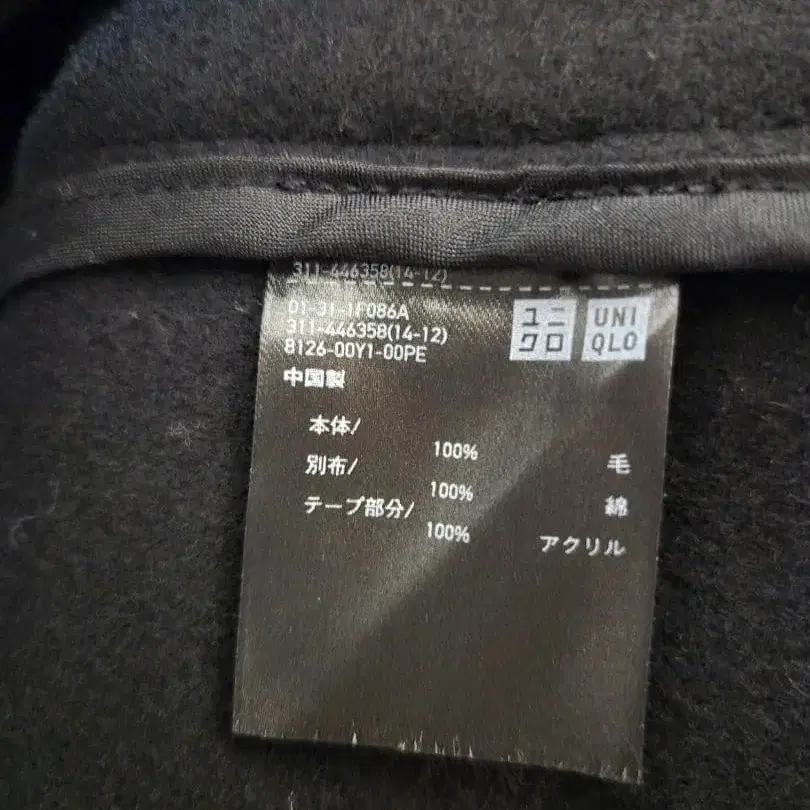 311-446358(14-12)
01-31-1F086A
311-446358(14-12)
8126-00Y1-00PE
ユニ
クロ
UNI
QLO
中国製
本体/
100% 毛
別布/
100% 綿
テープ部分/
100% アクリル